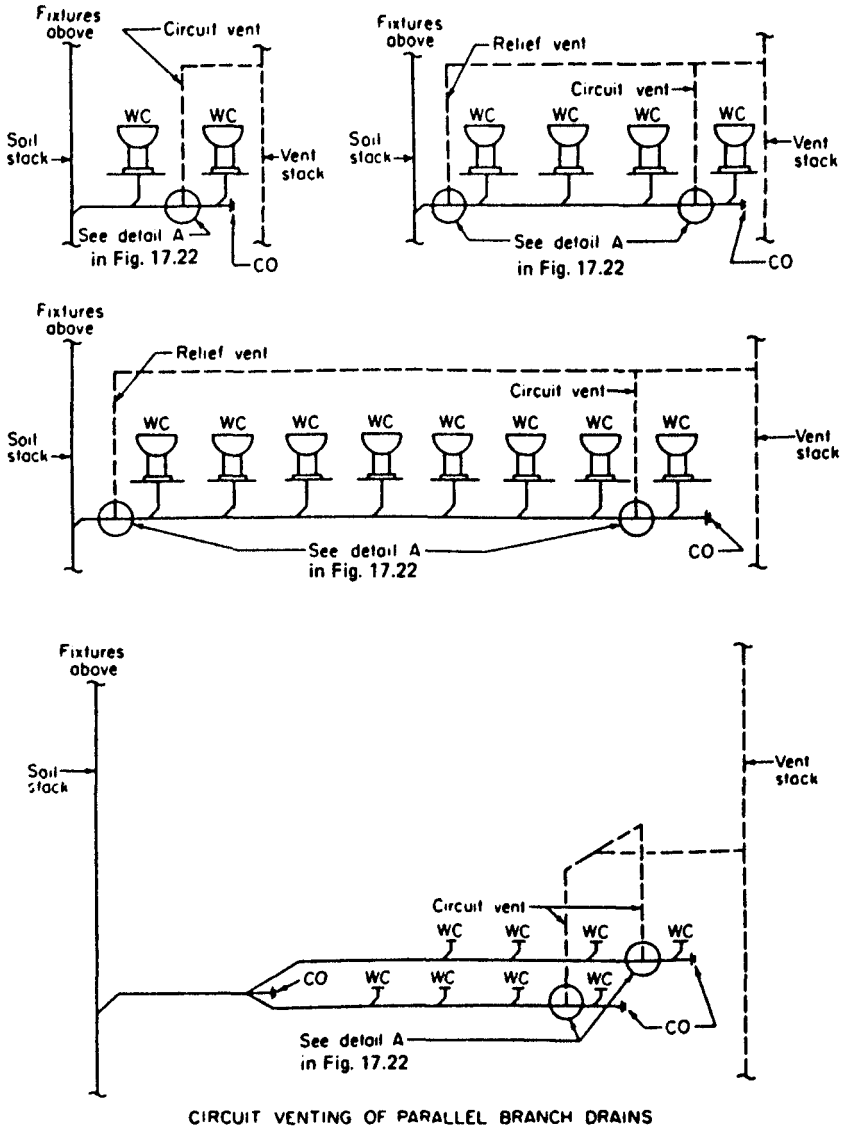 Fixtures
above
Circuit vent
WC
WC
Soil
stack
Vent
stack
See detail A
in Fig. 17.22
CO
Fixtures
above
Relief vent
Circuit vent
WC
WC
WC
WC
Soil
stack
Vent
stack
See detail A
in Fig. 17.22
CO
Fixtures
above
Relief vent
Circuit vent
WC
WC
WC
WC
WC
WC
WC
WC
Soil
stack
Vent
stack
See detail A
in Fig. 17.22
CO
Fixtures
above
Soil
stack
Vent
stack
Circuit vent
WC
WC
WC
WC
CO
WC
WC
WC
WC
CO
See detail A
in Fig. 17.22
CIRCUIT VENTING OF PARALLEL BRANCH DRAINS